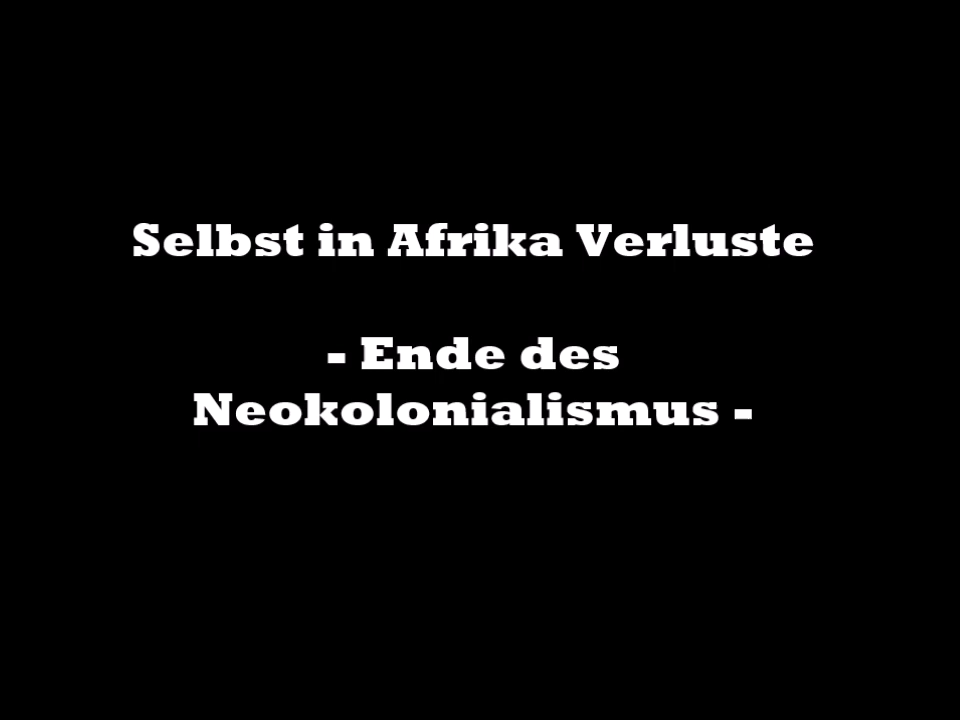 Selbst in Afrika Verluste
- Ende des
Neokolonialismus -